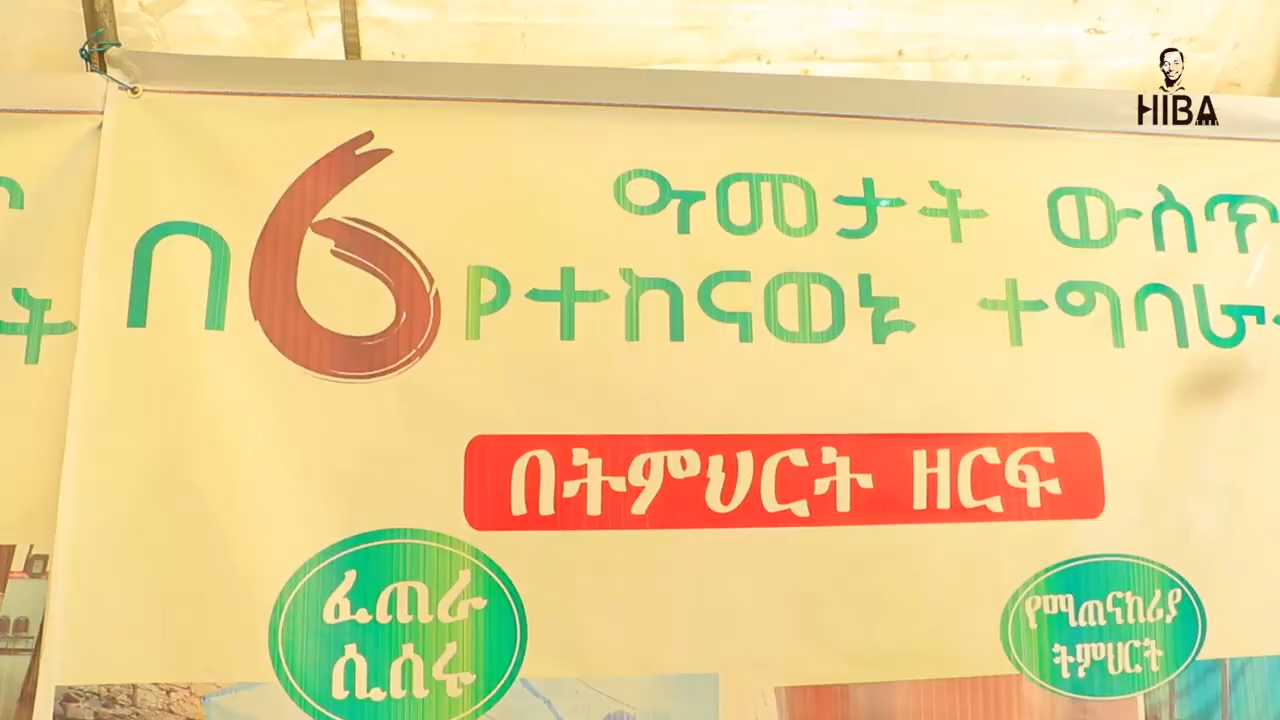 HIBA
በ6 ዓመታት ውስጥ
የተከናወኑ ተግባራ
በትምህርት ዘርፍ
ፈጠራ
ሲሰሩ
የማጠናከሪያ
ትምህርት